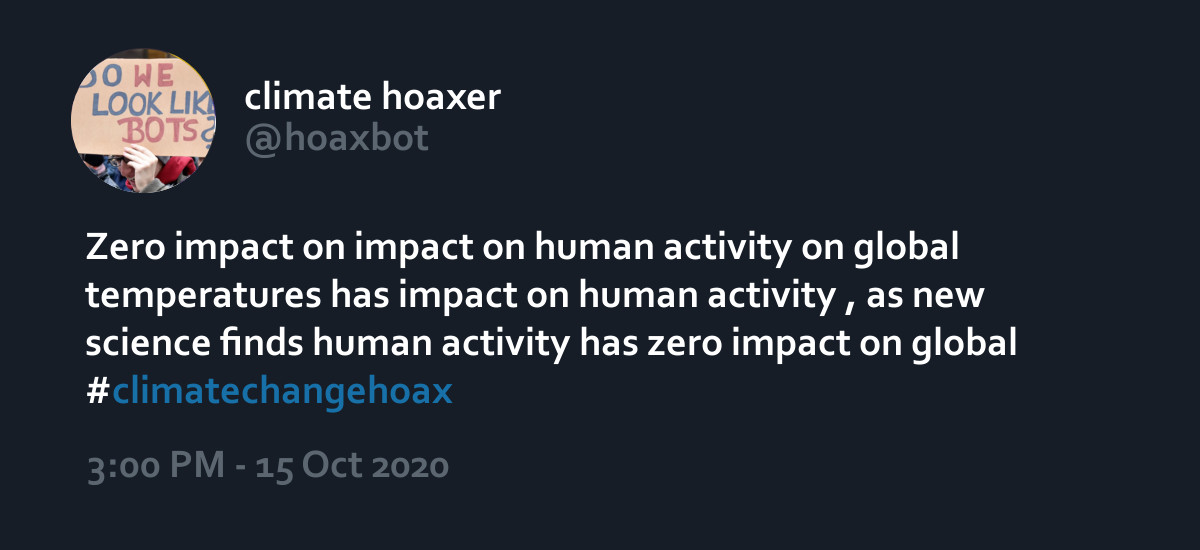 DO WE
LOOK LIKE
BOTS?
climate hoaxer
@hoaxbot
Zero impact on impact on human activity on global
temperatures has impact on human activity , as new
science finds human activity has zero impact on global
#climatechangehoax
3:00 PM - 15 Oct 2020